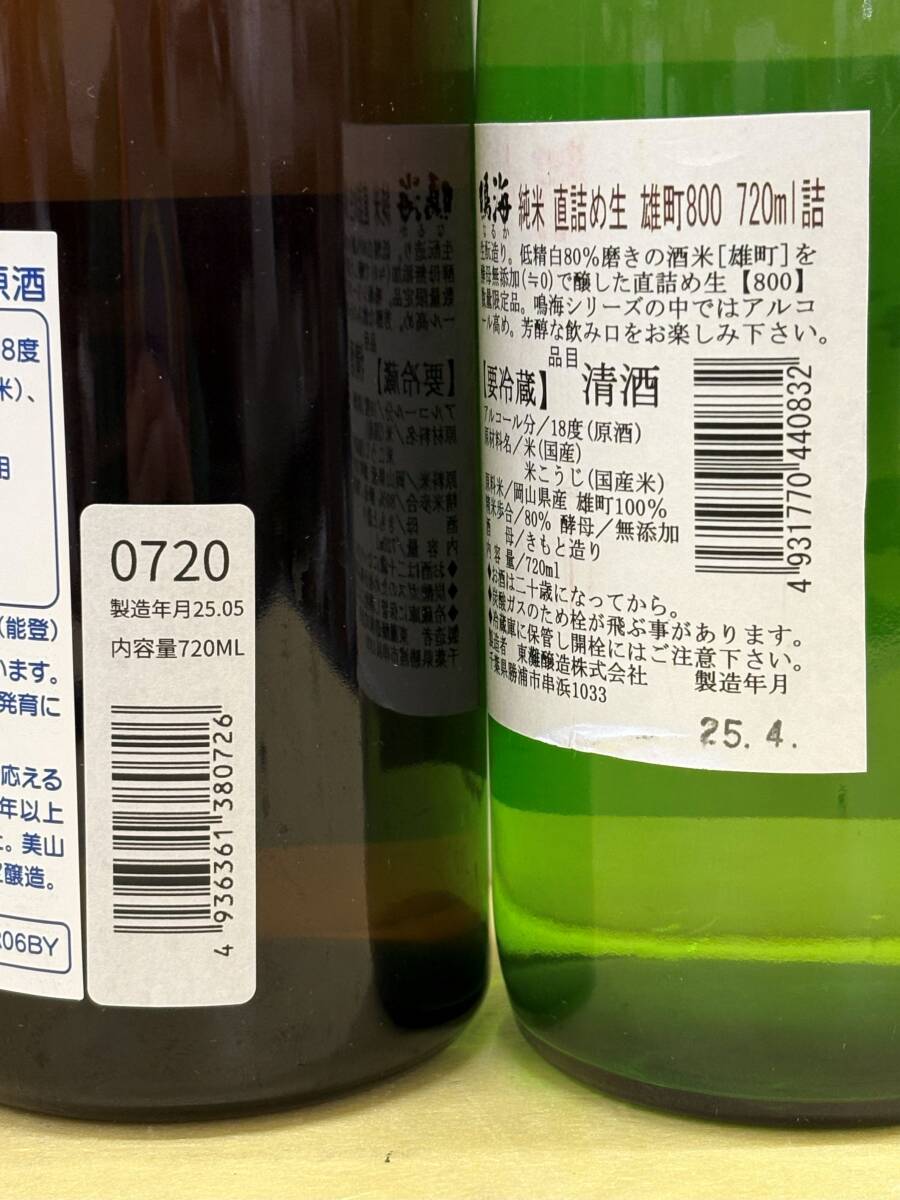 原酒
8度
米)、
用
(能登)
います。
発育に
応える
年以上
。美山
醸造。
R06BY
0720
製造年月25.05
内容量720ML
4 936361 380726
鳴海 純米 直詰め生 雄町800 720ml詰
なるか
生酛造り。低精白80%磨きの酒米[雄町]を
酵母無添加(≒0)で醸した直詰め生【800】
数量限定品。鳴海シリーズの中ではアルコ
ール高め。芳醇な飲み口をお楽しみ下さい。
品目
【要冷蔵】 清酒
アルコール分/18度(原酒)
原材料名/米(国産)
米こうじ(国産米)
原料米/岡山県産 雄町100%
精米歩合/80% 酵母/無添加
酒 母/きもと造り
内 容 量/720ml
◆お酒は二十歳になってから。
◆炭酸ガスのため栓が飛ぶ事があります。
◆冷蔵庫に保管し開栓にはご注意下さい。
製造者 東灘醸造株式会社 製造年月
千葉県勝浦市串浜1033
25.4.
4 931770 440832